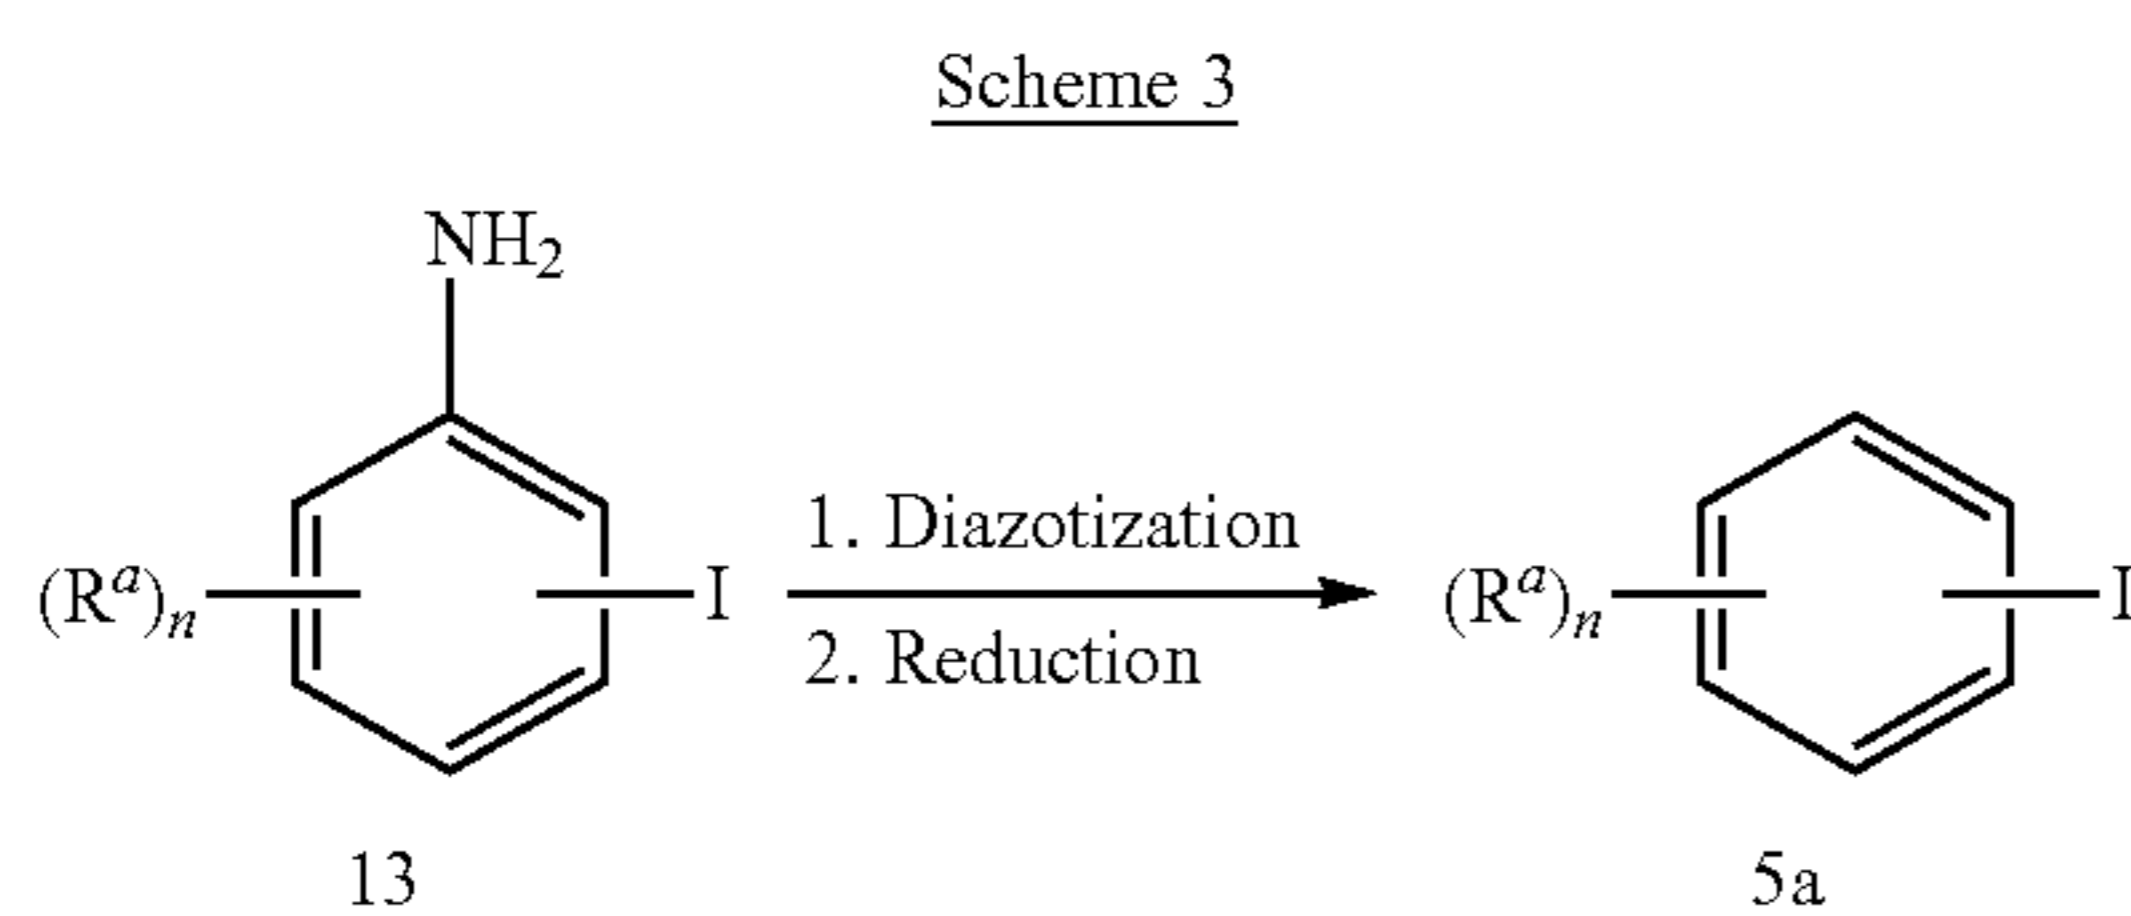 Scheme 3
NH₂
(Rᵃ)ₙ
I
1. Diazotization
2. Reduction
(Rᵃ)ₙ
I
13
5a